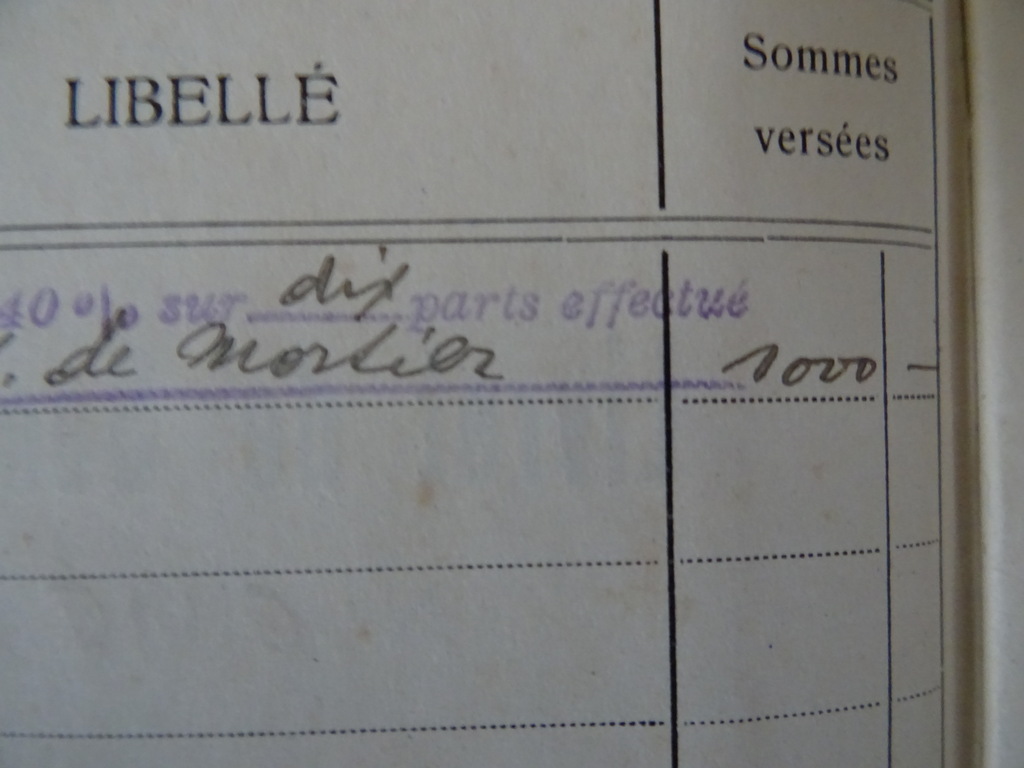 LIBELLÉ
Sommes
versées
40 % sur dix parts effectué
. de Mortier 1000 -